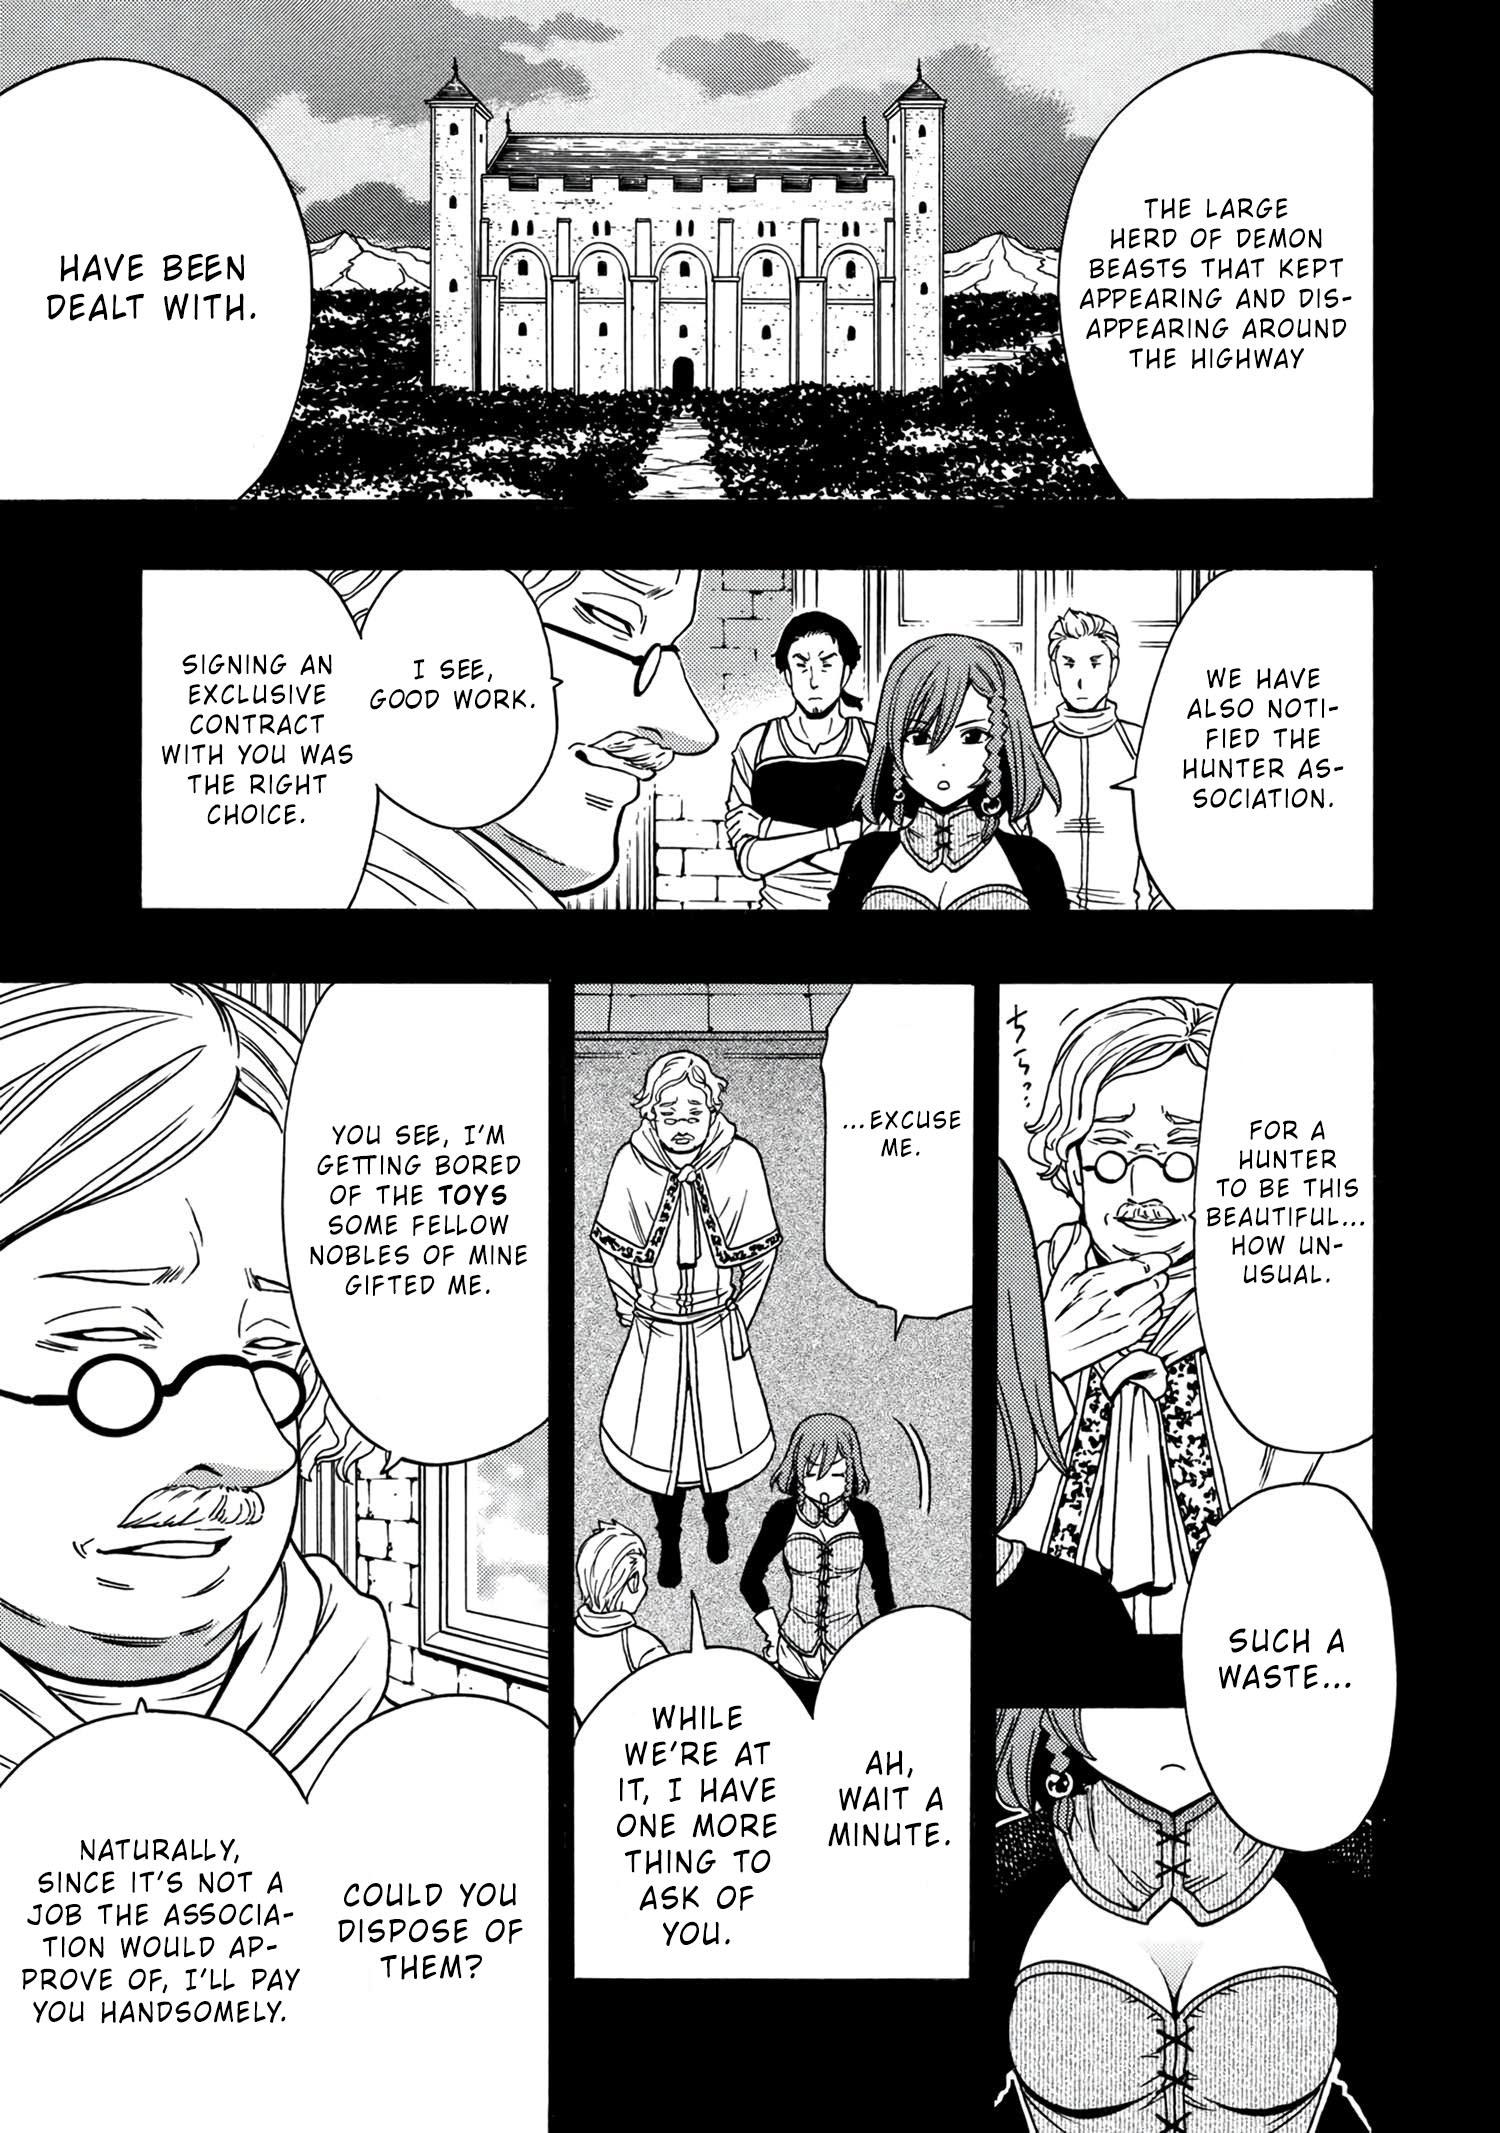 THE LARGE
HERD OF DEMON
BEASTS THAT KEPT
APPEARING AND DIS-
APPEARING AROUND
THE HIGHWAY
HAVE BEEN
DEALT WITH.
WE HAVE
ALSO NOTI-
FIED THE
HUNTER AS-
SOCIATION.
I SEE,
GOOD WORK.
SIGNING AN
EXCLUSIVE
CONTRACT
WITH YOU WAS
THE RIGHT
CHOICE.
ちらっ…
FOR A
HUNTER
TO BE THIS
BEAUTIFUL...
HOW UN-
USUAL.
SUCH A
WASTE...
...EXCUSE
ME.
AH,
WAIT A
MINUTE.
WHILE
WE'RE AT
IT, I HAVE
ONE MORE
THING TO
ASK OF
YOU.
YOU SEE, I'M
GETTING BORED
OF THE TOYS
SOME FELLOW
NOBLES OF MINE
GIFTED ME.
COULD YOU
DISPOSE OF
THEM?
NATURALLY,
SINCE IT'S NOT A
JOB THE ASSOCIA-
TION WOULD AP-
PROVE OF, I'LL PAY
YOU HANDSOMELY.